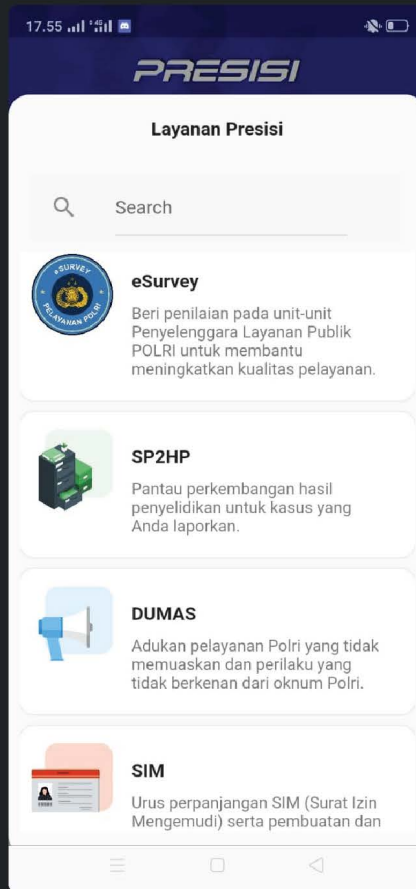 17.55
PRESISI
Layanan Presisi
Search
eSURVEY
PELAYANAN POLRI
eSurvey
Beri penilaian pada unit-unit
Penyelenggara Layanan Publik
POLRI untuk membantu
meningkatkan kualitas pelayanan.
SP2HP
Pantau perkembangan hasil
penyelidikan untuk kasus yang
Anda laporkan.
DUMAS
Adukan pelayanan Polri yang tidak
memuaskan dan perilaku yang
tidak berkenan dari oknum Polri.
SIM
Urus perpanjangan SIM (Surat Izin
Mengemudi) serta pembuatan dan